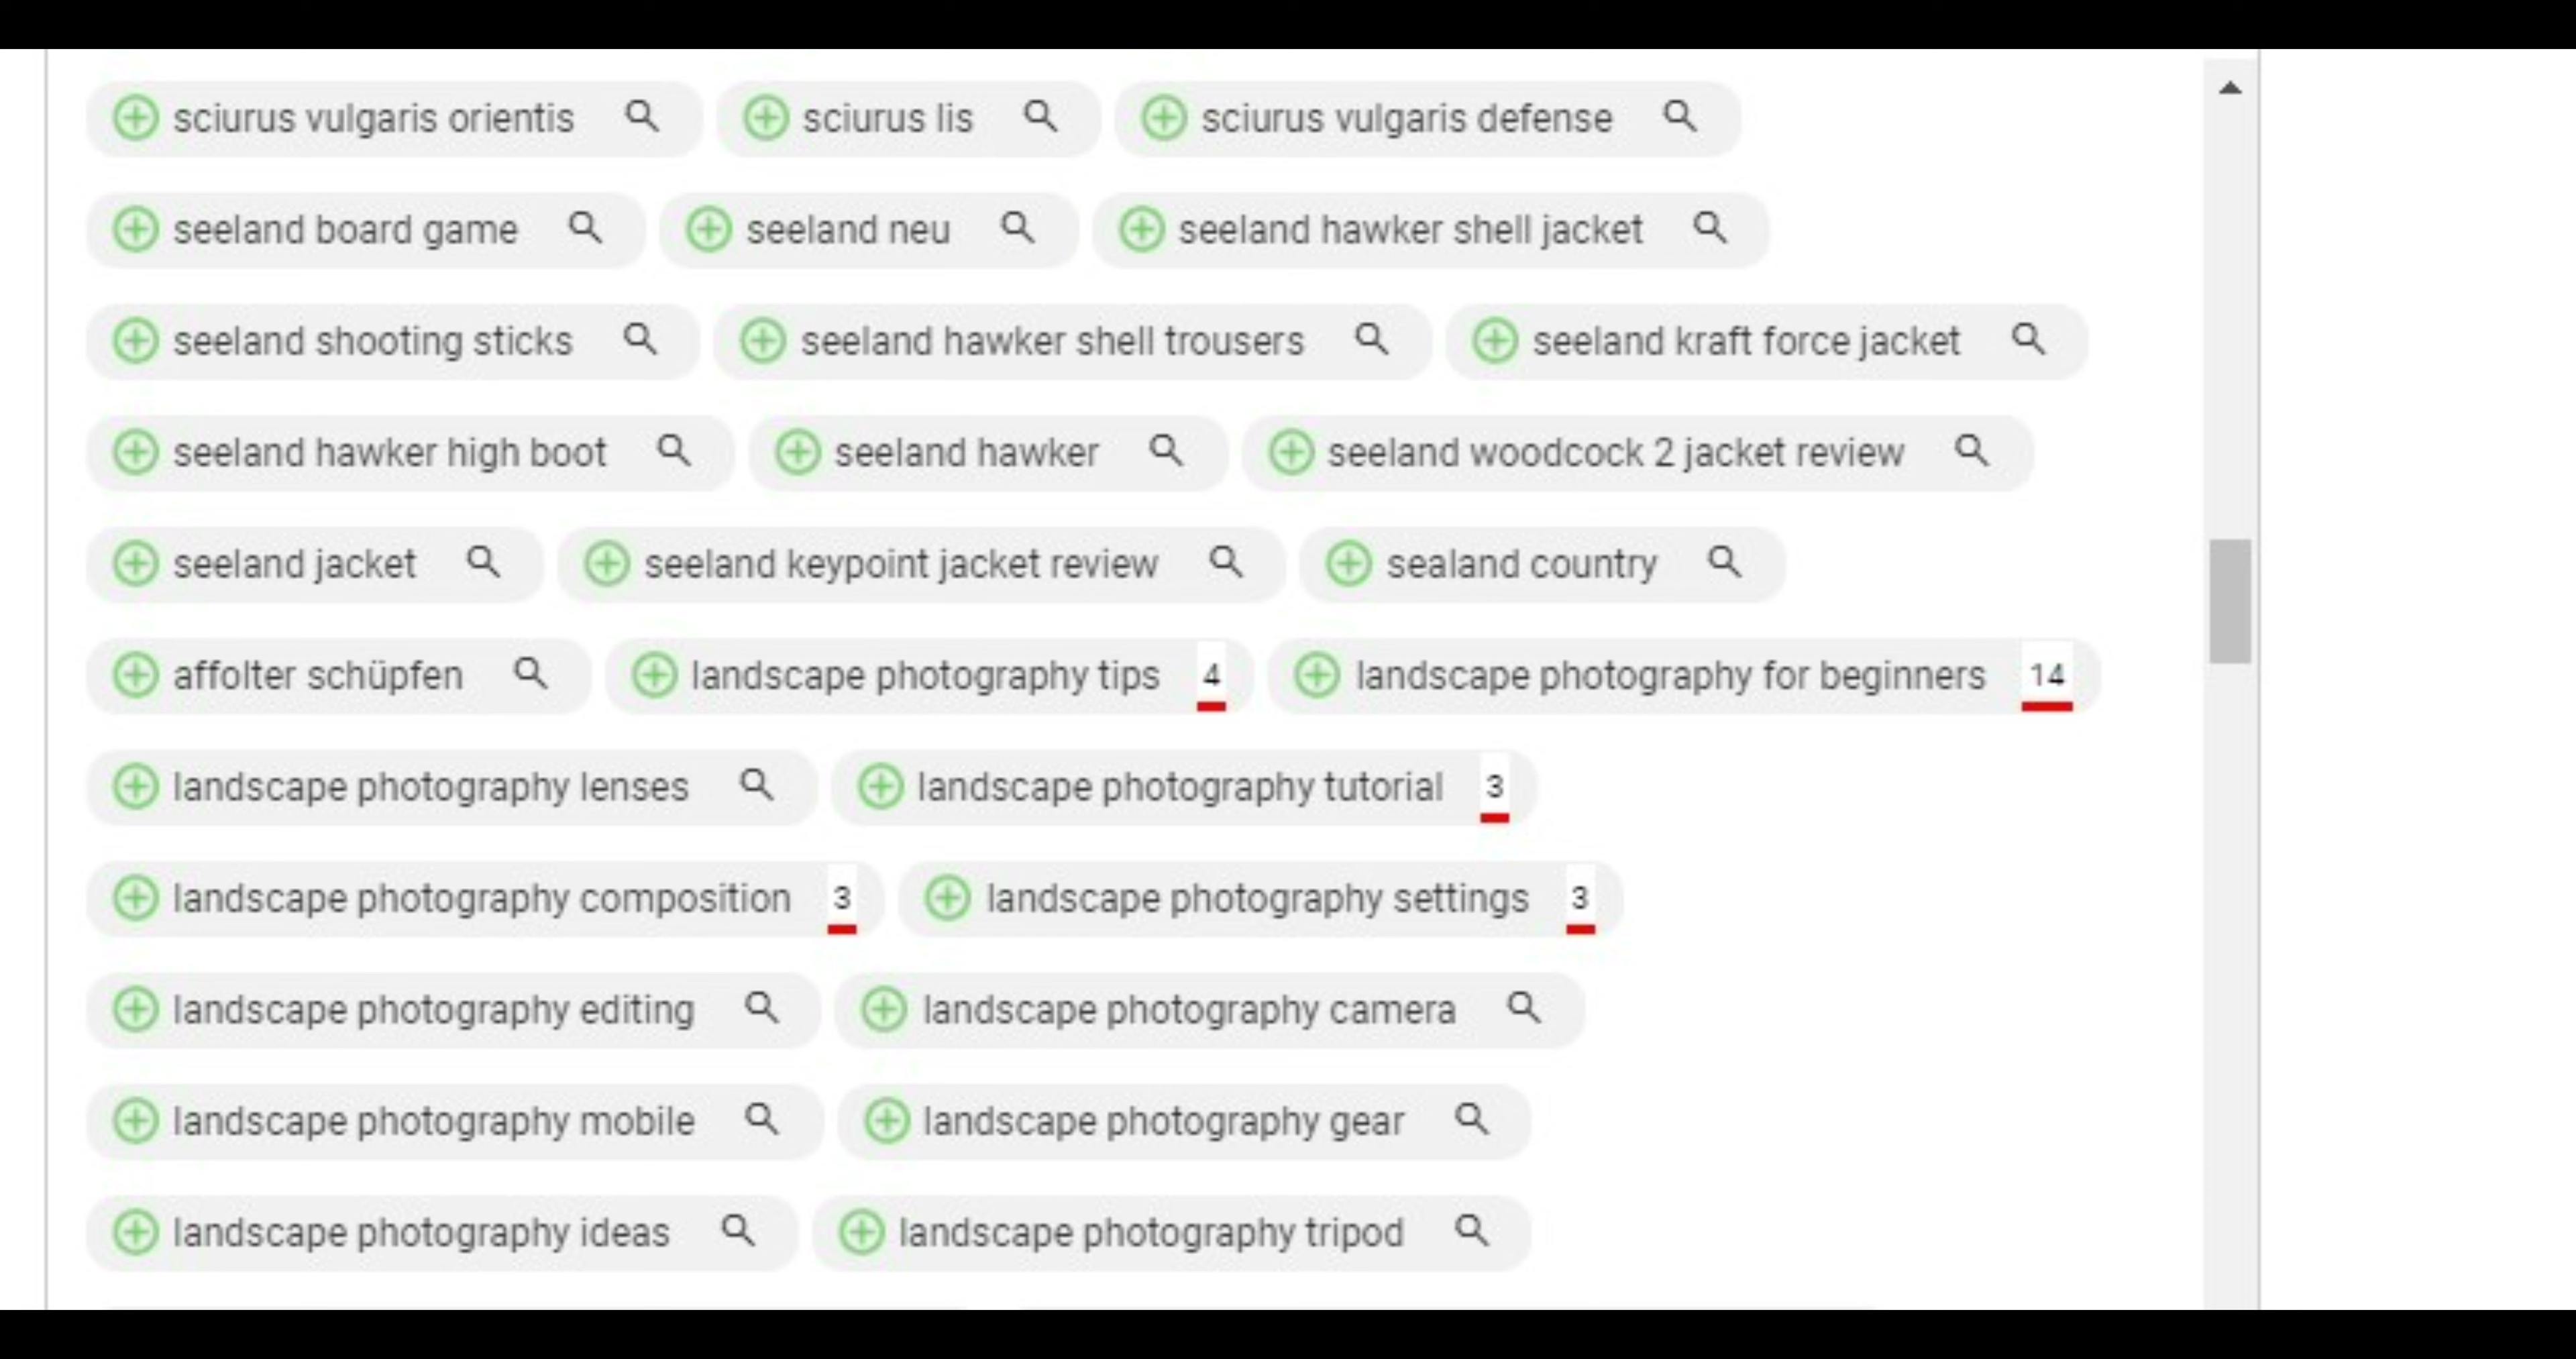 sciurus vulgaris orientis sciurus lis sciurus vulgaris defense
seeland board game seeland neu seeland hawker shell jacket
seeland shooting sticks seeland hawker shell trousers seeland kraft force jacket
seeland hawker high boot seeland hawker seeland woodcock 2 jacket review
seeland jacket seeland keypoint jacket review sealand country
affolter schüpfen landscape photography tips 4 landscape photography for beginners 14
landscape photography lenses landscape photography tutorial 3
landscape photography composition 3 landscape photography settings 3
landscape photography editing landscape photography camera
landscape photography mobile landscape photography gear
landscape photography ideas landscape photography tripod